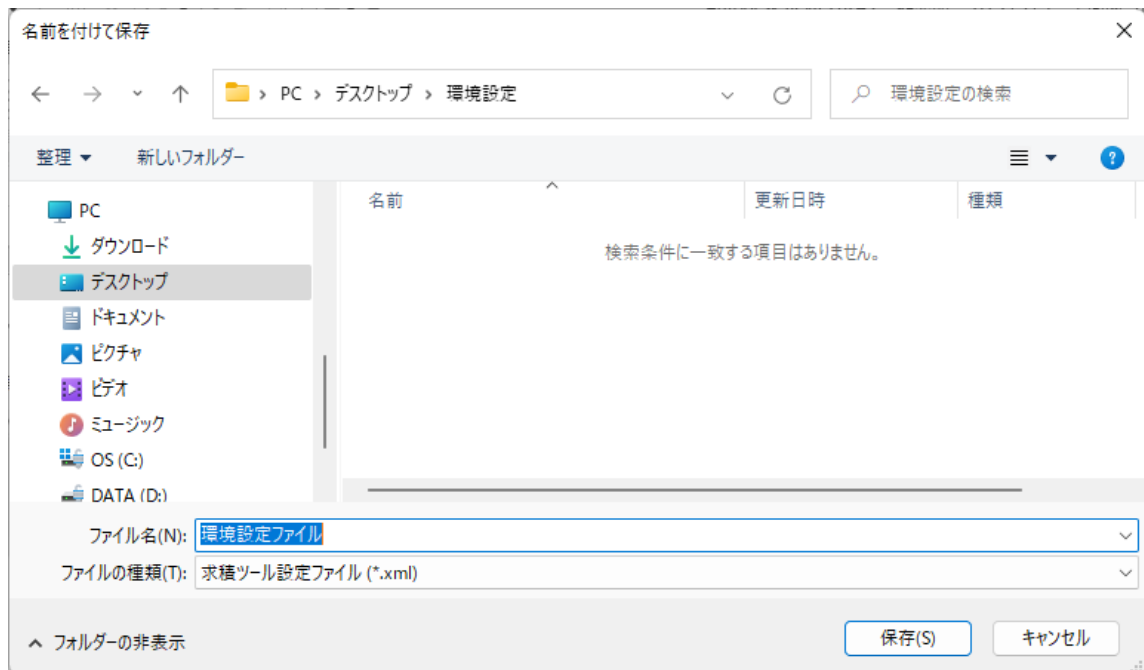 名前を付けて保存
PC > デスクトップ > 環境設定
環境設定の検索
整理 新しいフォルダー
?
名前 更新日時 種類
検索条件に一致する項目はありません。
PC
ダウンロード
デスクトップ
ドキュメント
ピクチャ
ビデオ
ミュージック
OS (C:)
DATA (D:)
ファイル名(N): 環境設定ファイル
ファイルの種類(T): 求積ツール設定ファイル (*.xml)
フォルダーの非表示
保存(S) キャンセル